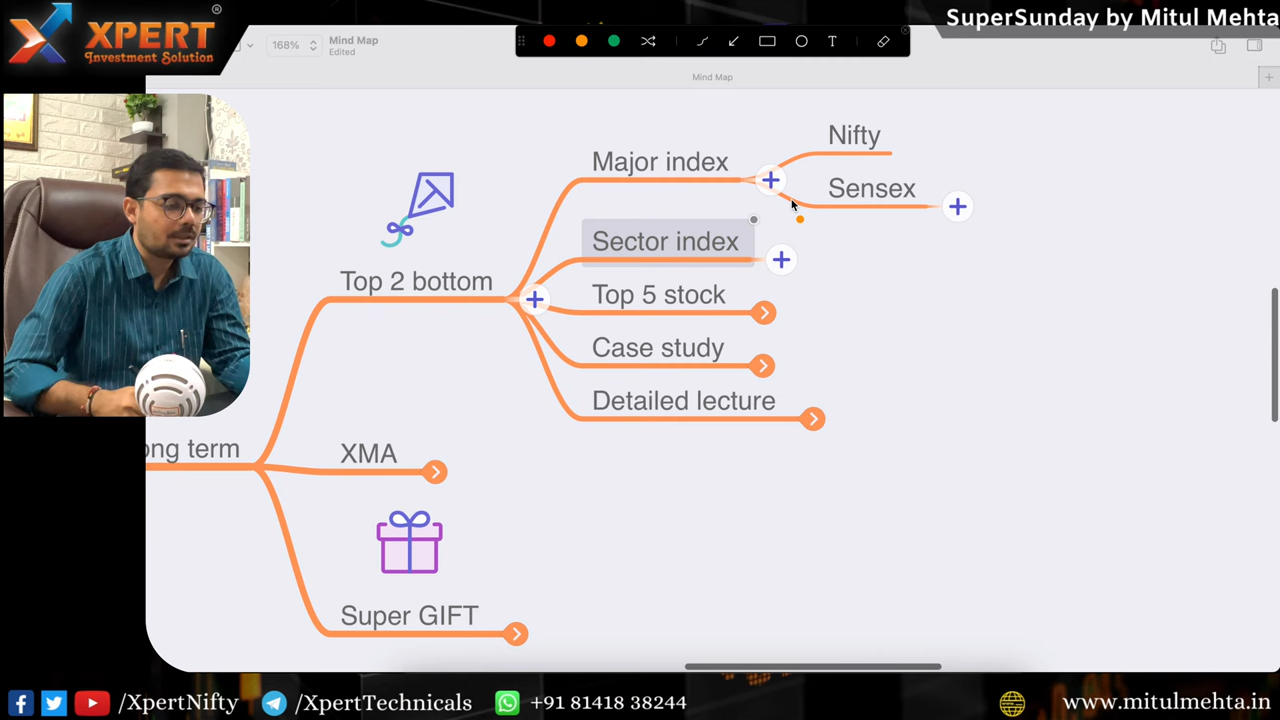 SuperSunday by Mitul Mehta
XPERT
Investment Solution
®
168%
Mind Map
Edited
T
Mind Map
Major index
Nifty
Sensex
Sector index
Top 2 bottom
Top 5 stock
Case study
Detailed lecture
ong term
XMA
Super GIFT
/XpertNifty
/XpertTechnicals
+91 81418 38244
www.mitulmehta.in